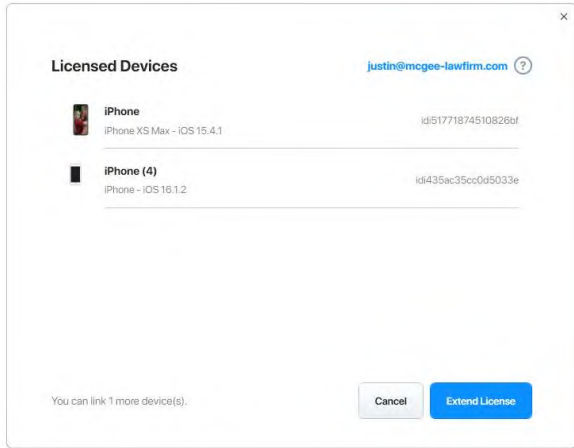 Licensed Devices
justin@mcgee-lawfirm.com ?
iPhone
iPhone XS Max - iOS 15.4.1
idi51771874510826bf
iPhone (4)
iPhone - iOS 16.1.2
idi435ac35cc0d5033e
You can link 1 more device(s).
Cancel
Extend License